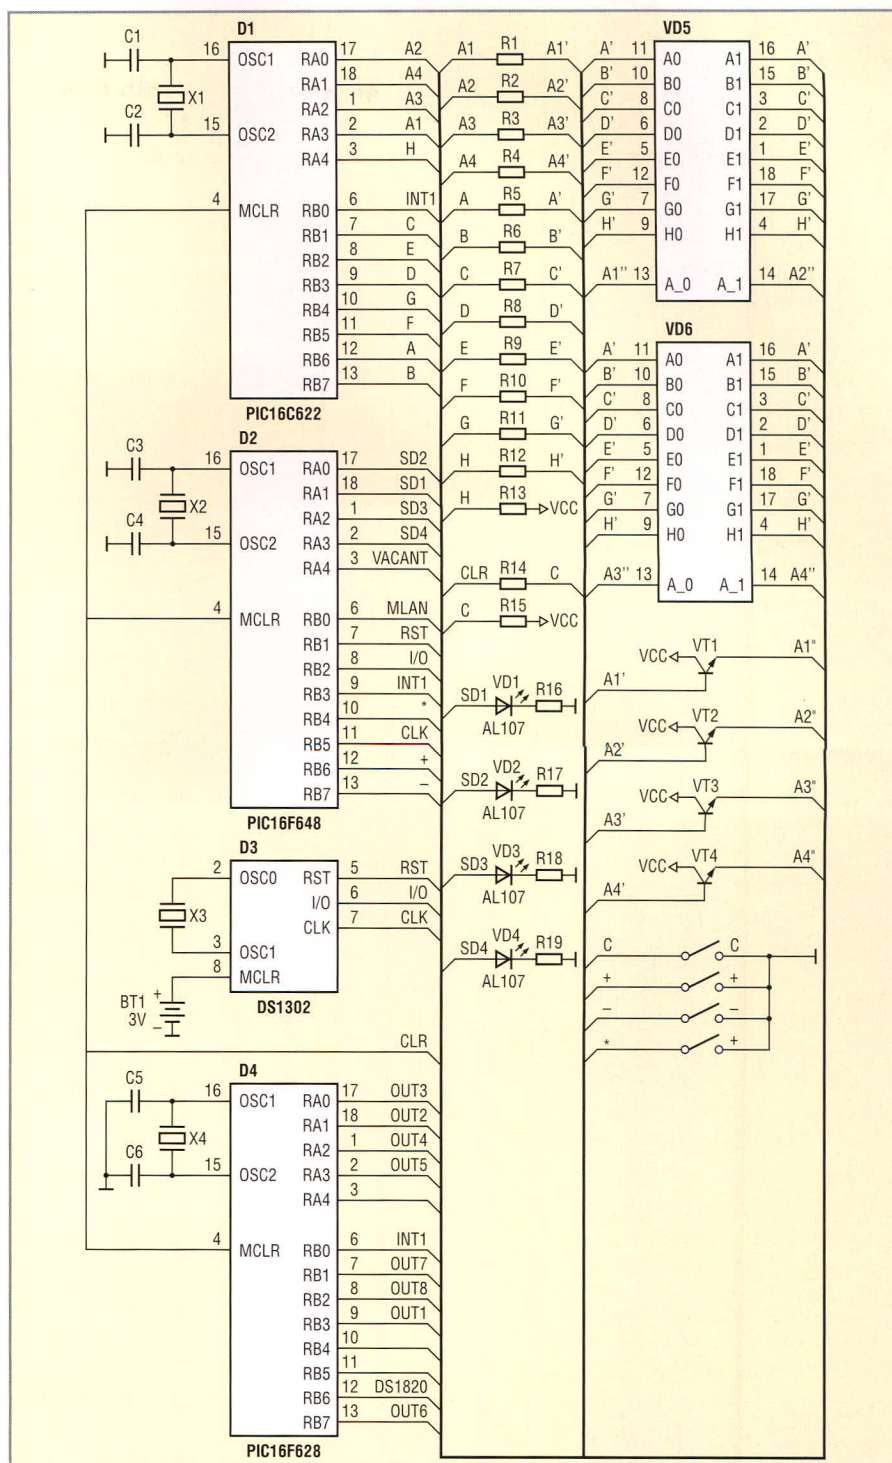 D1
C1
16 OSC1 RA0 17 A2
RA1 18 A4
X1
RA2 1 A3
C2
15 OSC2 RA3 2 A1
RA4 3 H
4 MCLR RB0 6 INT1
RB1 7 C
RB2 8 E
RB3 9 D
RB4 10 G
RB5 11 F
RB6 12 A
RB7 13 B
PIC16C622
D2
C3
16 OSC1 RA0 17 SD2
RA1 18 SD1
X2
RA2 1 SD3
C4
15 OSC2 RA3 2 SD4
RA4 3 VACANT
4 MCLR RB0 6 MLAN
RB1 7 RST
RB2 8 I/O
RB3 9 INT1
RB4 10 *
RB5 11 CLK
RB6 12 +
RB7 13 –
PIC16F648
D3
2 OSC0 RST 5 RST
I/O 6 I/O
X3
CLK 7 CLK
3 OSC1
8 MCLR
BT1
3V
+
–
DS1302
CLR
D4
C5
16 OSC1 RA0 17 OUT3
RA1 18 OUT2
X4
RA2 1 OUT4
C6
15 OSC2 RA3 2 OUT5
RA4 3
4 MCLR RB0 6 INT1
RB1 7 OUT7
RB2 8 OUT8
RB3 9 OUT1
RB4 10
RB5 11
RB6 12 DS1820
RB7 13 OUT6
PIC16F628
A1 R1 A1'
A2 R2 A2'
A3 R3 A3'
A4 R4 A4'
A R5 A'
B R6 B'
C R7 C'
D R8 D'
E R9 E'
F R10 F'
G R11 G'
H R12 H'
H R13 VCC
CLR R14 C
C R15 VCC
SD1 VD1 R16
AL107
SD2 VD2 R17
AL107
SD3 VD3 R18
AL107
SD4 VD4 R19
AL107
VD5
A' 11 A0 A1 16 A'
B' 10 B0 B1 15 B'
C' 8 C0 C1 3 C'
D' 6 D0 D1 2 D'
E' 5 E0 E1 1 E'
F' 12 F0 F1 18 F'
G' 7 G0 G1 17 G'
H' 9 H0 H1 4 H'
A1'' 13 A_0 A_1 14 A2''
VD6
A' 11 A0 A1 16 A'
B' 10 B0 B1 15 B'
C' 8 C0 C1 3 C'
D' 6 D0 D1 2 D'
E' 5 E0 E1 1 E'
F' 12 F0 F1 18 F'
G' 7 G0 G1 17 G'
H' 9 H0 H1 4 H'
A3'' 13 A_0 A_1 14 A4''
VCC VT1 A1"
A1'
VCC VT2 A2"
A2'
VCC VT3 A3"
A3'
VCC VT4 A4"
A4'
C C
+ +
– –
* +